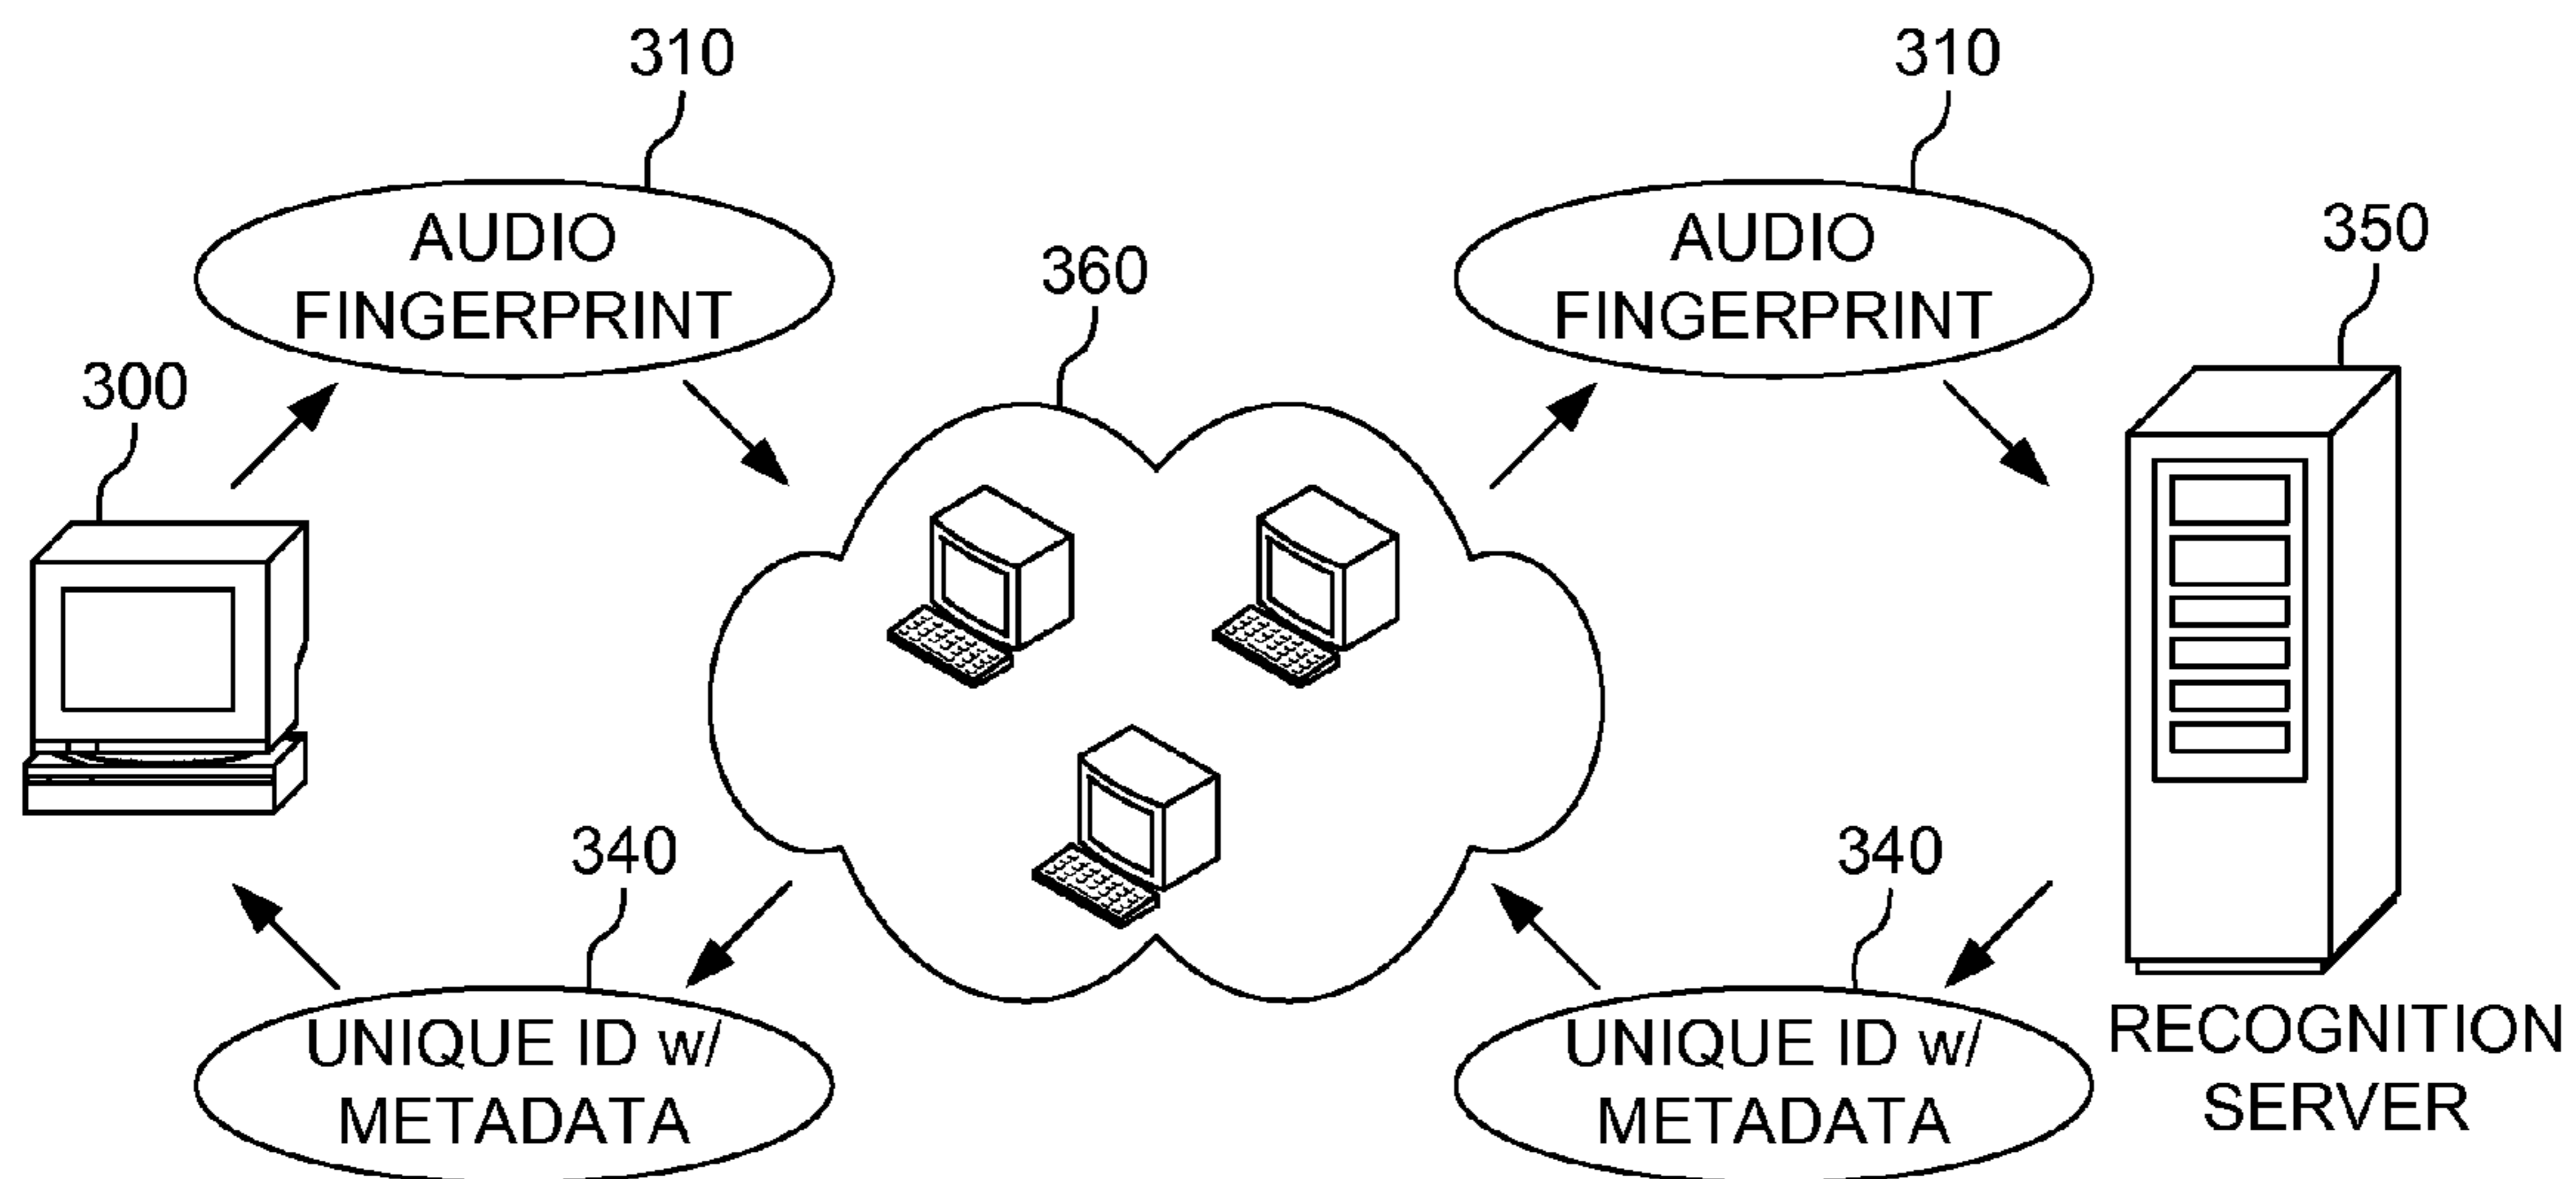 310
310
AUDIO
FINGERPRINT
AUDIO
FINGERPRINT
350
360
300
340
340
UNIQUE ID w/
METADATA
UNIQUE ID w/
METADATA
RECOGNITION
SERVER